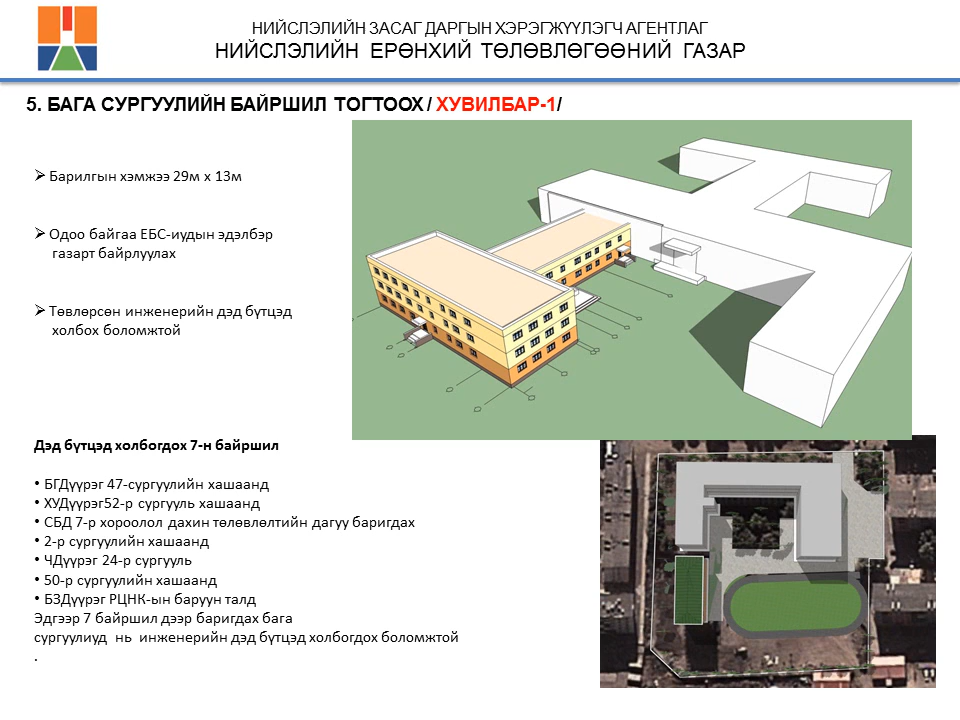 НИЙСЛЭЛИЙН ЗАСАГ ДАРГЫН ХЭРЭГЖҮҮЛЭГЧ АГЕНТЛАГ
НИЙСЛЭЛИЙН ЕРӨНХИЙ ТӨЛӨВЛӨГӨӨНИЙ ГАЗАР
5. БАГА СУРГУУЛИЙН БАЙРШИЛ ТОГТООХ / ХУВИЛБАР-1/
➢ Барилгын хэмжээ 29м х 13м
➢ Одоо байгаа ЕБС-иудын эдэлбэр
газарт байрлуулах
➢ Төвлөрсөн инженерийн дэд бүтцэд
холбох боломжтой
Дэд бүтцэд холбогдох 7-н байршил
• БГДүүрэг 47-сургуулийн хашаанд
• ХУДүүрэг52-р сургууль хашаанд
• СБД 7-р хороолол дахин төлөвлөлтийн дагуу баригдах
• 2-р сургуулийн хашаанд
• ЧДүүрэг 24-р сургууль
• 50-р сургуулийн хашаанд
• БЗДүүрэг РЦНК-ын баруун талд
Эдгээр 7 байршил дээр баригдах бага
сургуулиуд нь инженерийн дэд бүтцэд холбогдох боломжтой
.